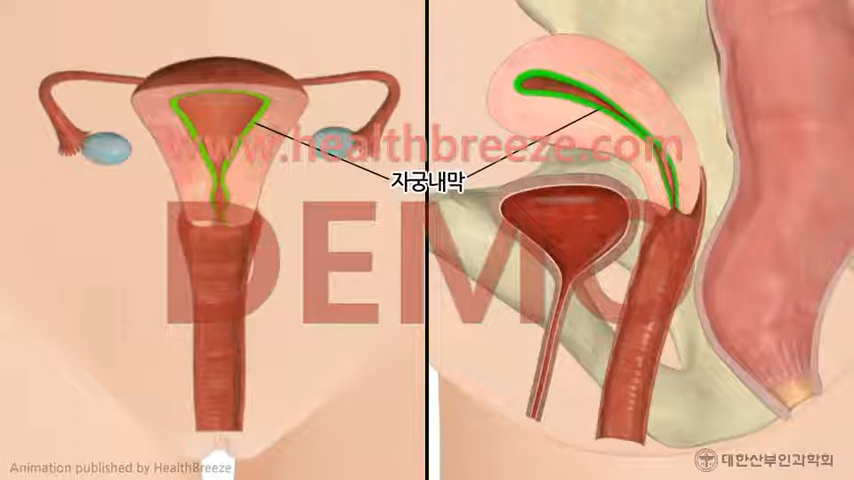 www.healthbreeze.com
자궁내막
DEMO
Animation published by HealthBreeze
대한산부인과학회